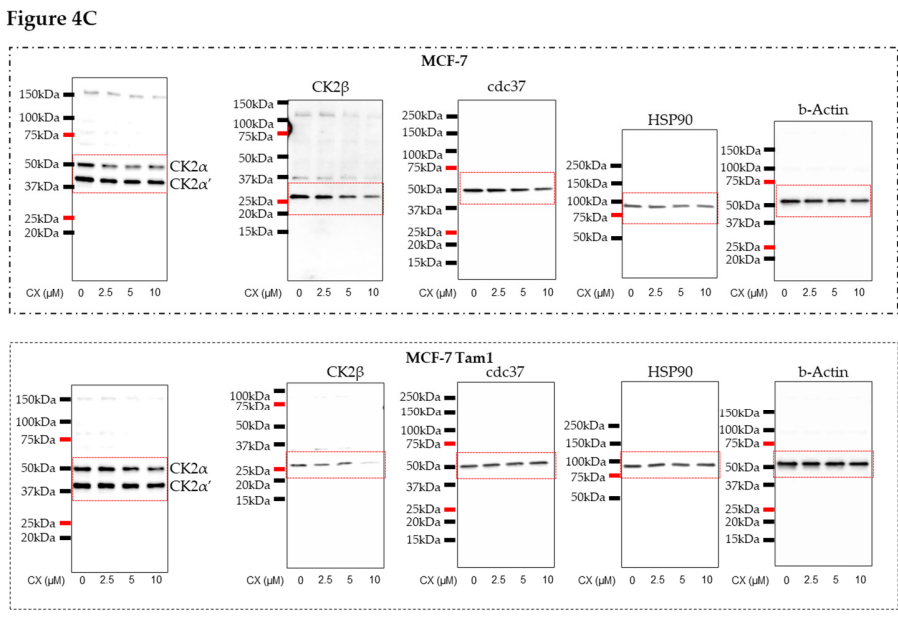 Figure 4C
MCF-7
150kDa
100kDa
75kDa
50kDa
37kDa
25kDa
20kDa
CK2α
CK2α′
CX (µM) 0 2.5 5 10
CK2β
150kDa
100kDa
75kDa
50kDa
37kDa
25kDa
20kDa
15kDa
CX (µM) 0 2.5 5 10
cdc37
250kDa
150kDa
100kDa
75kDa
50kDa
37kDa
25kDa
20kDa
15kDa
CX (µM) 0 2.5 5 10
HSP90
250kDa
150kDa
100kDa
75kDa
50kDa
CX (µM) 0 2.5 5 10
b-Actin
150kDa
100kDa
75kDa
50kDa
37kDa
25kDa
20kDa
CX (µM) 0 2.5 5 10
MCF-7 Tam1
150kDa
100kDa
75kDa
50kDa
37kDa
25kDa
20kDa
CK2α
CK2α′
CX (µM) 0 2.5 5 10
CK2β
100kDa
75kDa
50kDa
37kDa
25kDa
20kDa
15kDa
CX (µM) 0 2.5 5 10
cdc37
250kDa
150kDa
100kDa
75kDa
50kDa
37kDa
25kDa
20kDa
15kDa
CX (µM) 0 2.5 5 10
HSP90
250kDa
150kDa
100kDa
75kDa
50kDa
CX (µM) 0 2.5 5 10
b-Actin
150kDa
100kDa
75kDa
50kDa
37kDa
25kDa
20kDa
15kDa
CX (µM) 0 2.5 5 10